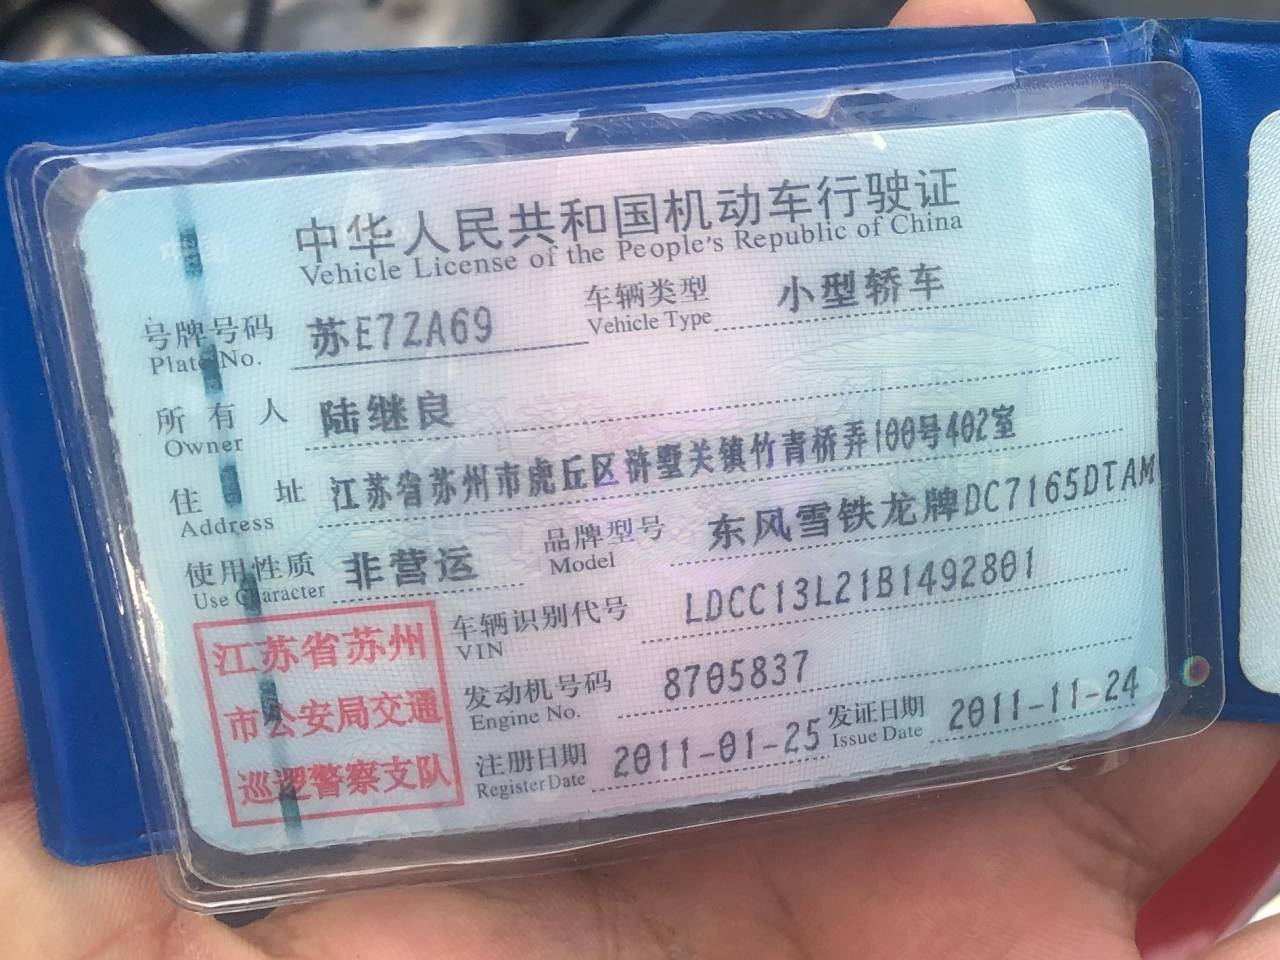 中华人民共和国机动车行驶证
Vehicle License of the People's Republic of China
号牌号码 苏E7ZA69 车辆类型 小型轿车
Plate No. Vehicle Type
所有人 陆继良
Owner
住址 江苏省苏州市虎丘区浒墅关镇竹青桥弄100号402室
Address
使用性质 非营运 品牌型号 东风雪铁龙牌DC7165DTAM
Use Character Model
车辆识别代号 LDCC13L21B1492801
VIN
发动机号码 8705837
Engine No.
注册日期 2011-01-25 发证日期 2011-11-24
Register Date Issue Date
江苏省苏州
市公安局交通
巡逻警察支队